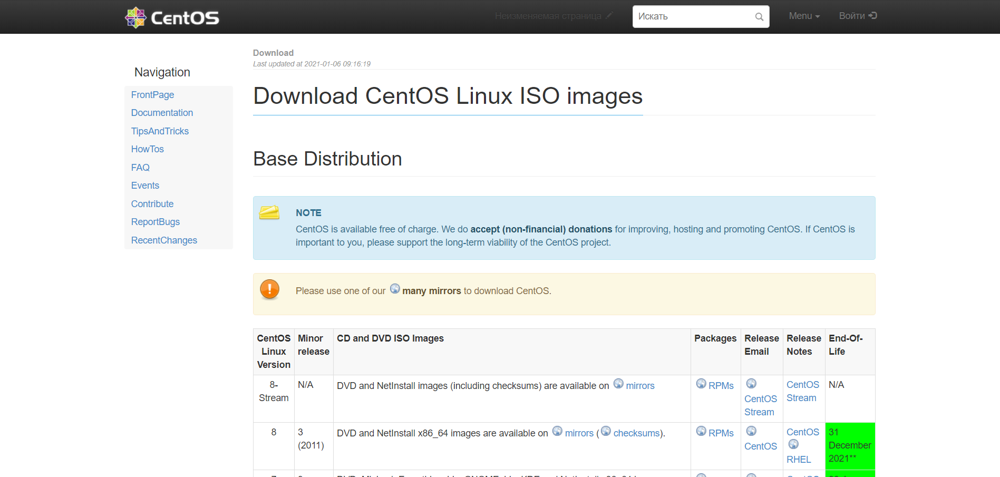 CentOS
Неизменяемая страница
Искать
Menu
Войти
Navigation
FrontPage
Documentation
TipsAndTricks
HowTos
FAQ
Events
Contribute
ReportBugs
RecentChanges
Download
Last updated at 2021-01-06 09:16:19
Download CentOS Linux ISO images
Base Distribution
NOTE
CentOS is available free of charge. We do accept (non-financial) donations for improving, hosting and promoting CentOS. If CentOS is
important to you, please support the long-term viability of the CentOS project.
Please use one of our many mirrors to download CentOS.
CentOS
Linux
Version
Minor
release
CD and DVD ISO Images
Packages
Release
Email
Release
Notes
End-Of-
Life
8-
Stream
N/A
DVD and NetInstall images (including checksums) are available on mirrors
RPMs
CentOS
Stream
CentOS
Stream
N/A
8
3
(2011)
DVD and NetInstall x86_64 images are available on mirrors (checksums).
RPMs
CentOS
CentOS
RHEL
31
December
2021**